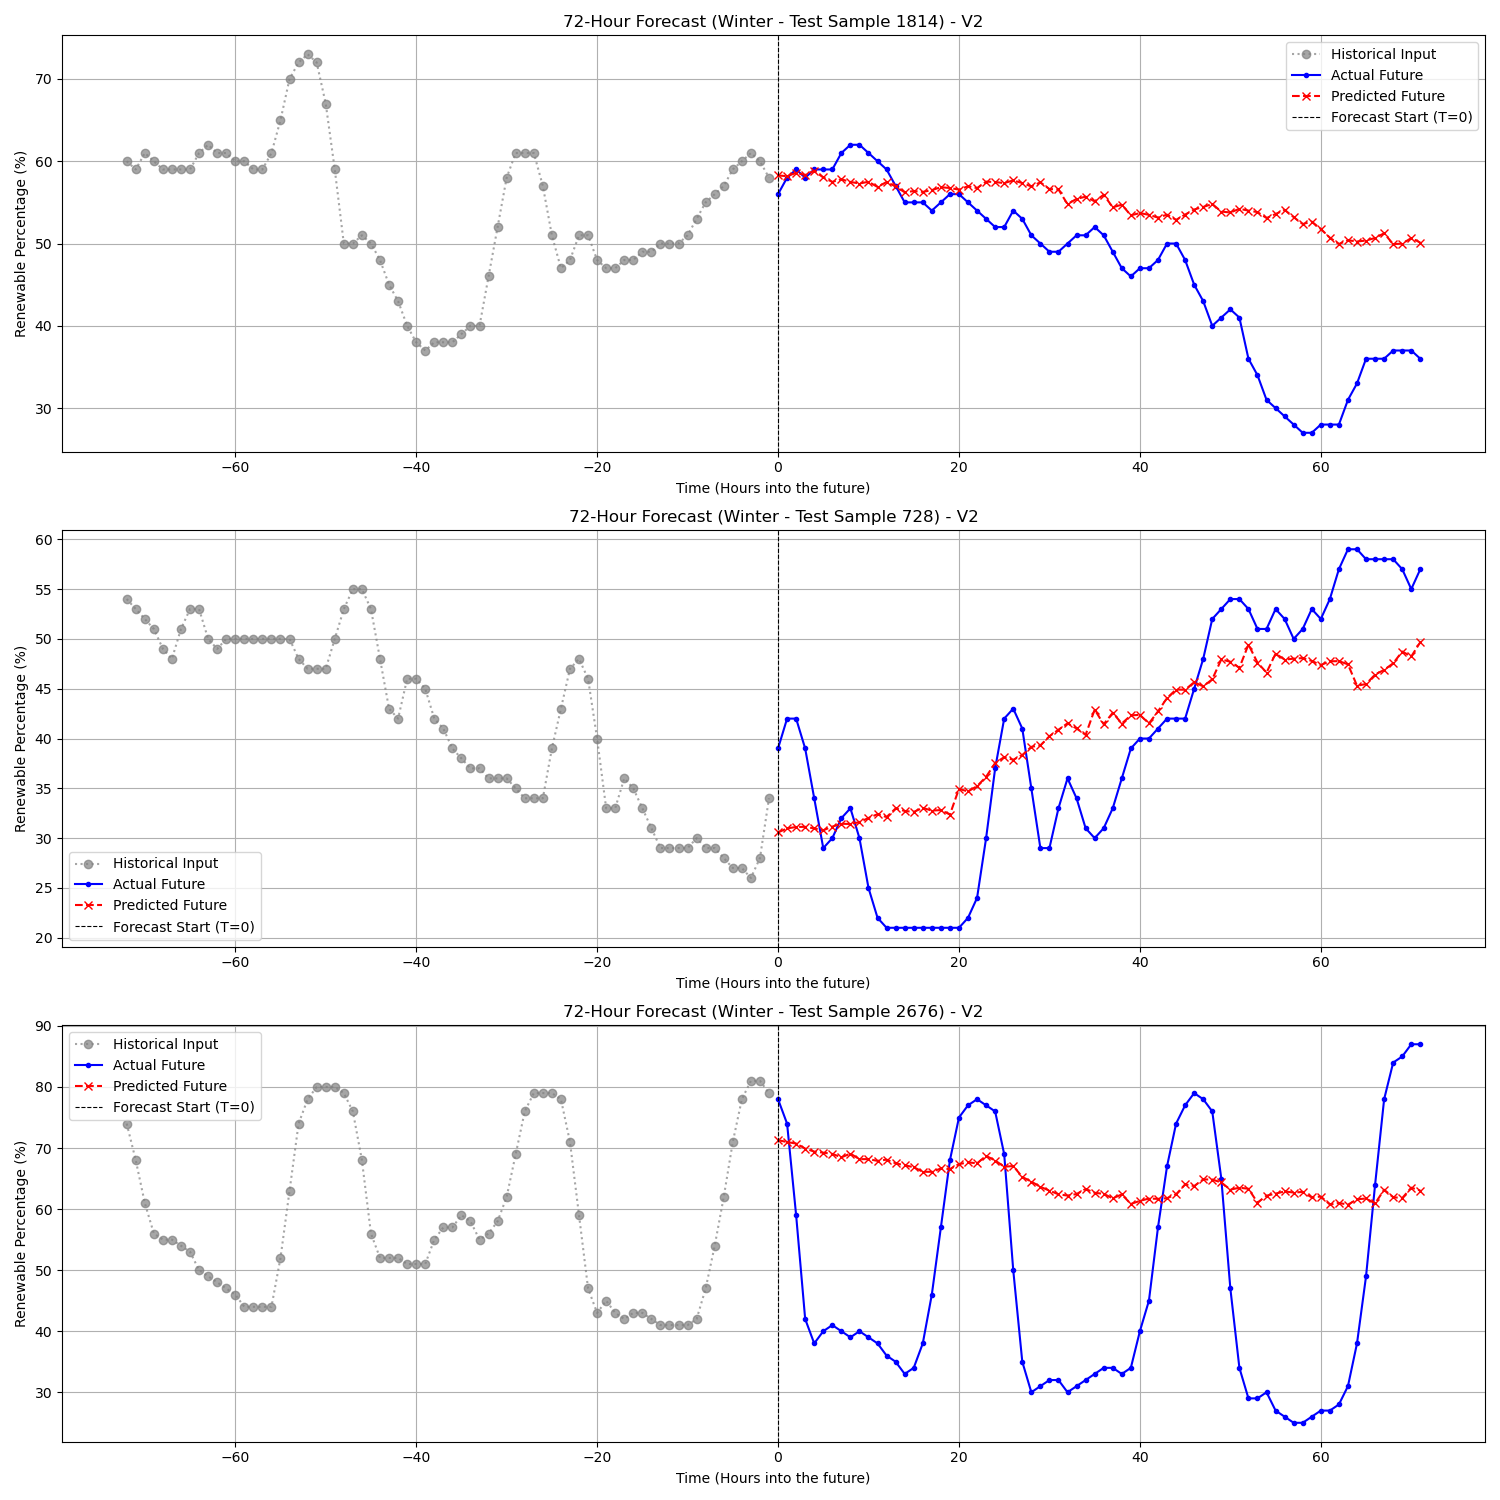 72-Hour Forecast (Winter - Test Sample 1814) - V2
Historical Input
Actual Future
Predicted Future
Forecast Start (T=0)
Renewable Percentage (%)
70
60
50
40
30
−60 −40 −20 0 20 40 60
Time (Hours into the future)
72-Hour Forecast (Winter - Test Sample 728) - V2
Renewable Percentage (%)
60
55
50
45
40
35
30
25
20
Historical Input
Actual Future
Predicted Future
Forecast Start (T=0)
−60 −40 −20 0 20 40 60
Time (Hours into the future)
72-Hour Forecast (Winter - Test Sample 2676) - V2
Historical Input
Actual Future
Predicted Future
Forecast Start (T=0)
Renewable Percentage (%)
90
80
70
60
50
40
30
−60 −40 −20 0 20 40 60
Time (Hours into the future)